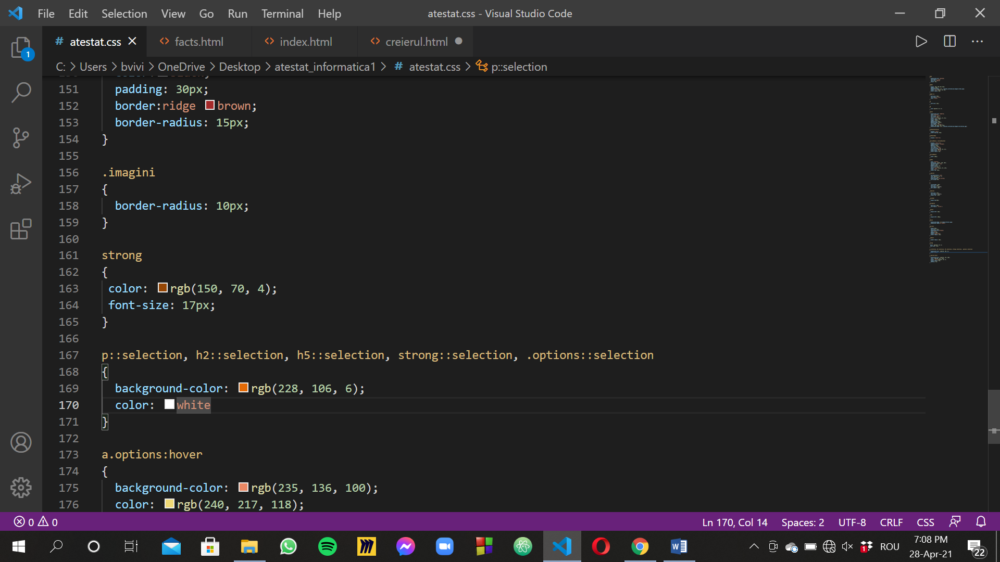 File Edit Selection View Go Run Terminal Help atestat.css - Visual Studio Code
# atestat.css facts.html index.html creierul.html
C: > Users > bvivi > OneDrive > Desktop > atestat_informatica1 > # atestat.css > p::selection
151 padding: 30px;
152 border:ridge brown;
153 border-radius: 15px;
154 }
155
156 .imagini
157 {
158 border-radius: 10px;
159 }
160
161 strong
162 {
163 color: rgb(150, 70, 4);
164 font-size: 17px;
165 }
166
167 p::selection, h2::selection, h5::selection, strong::selection, .options::selection
168 {
169 background-color: rgb(228, 106, 6);
170 color: white
171 }
172
173 a.options:hover
174 {
175 background-color: rgb(235, 136, 100);
176 color: rgb(240, 217, 118);
1
0 0 Ln 170, Col 14 Spaces: 2 UTF-8 CRLF CSS
W 1 ROU 7:08 PM
28-Apr-21 22